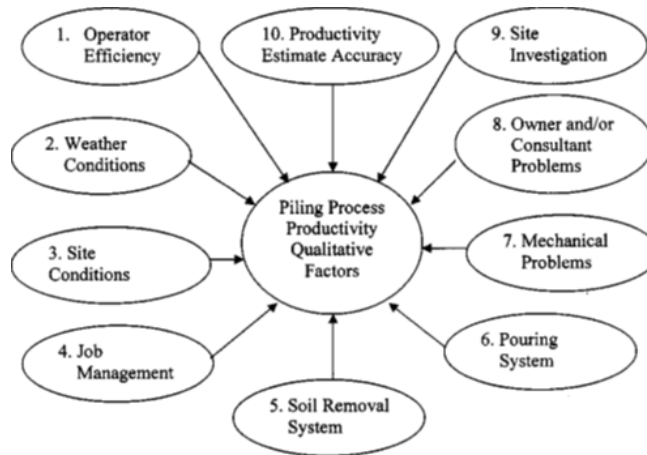 1. Operator
Efficiency
10. Productivity
Estimate Accuracy
9. Site
Investigation
2. Weather
Conditions
8. Owner and/or
Consultant
Problems
Piling Process
Productivity
Qualitative
Factors
3. Site
Conditions
7. Mechanical
Problems
4. Job
Management
6. Pouring
System
5. Soil Removal
System